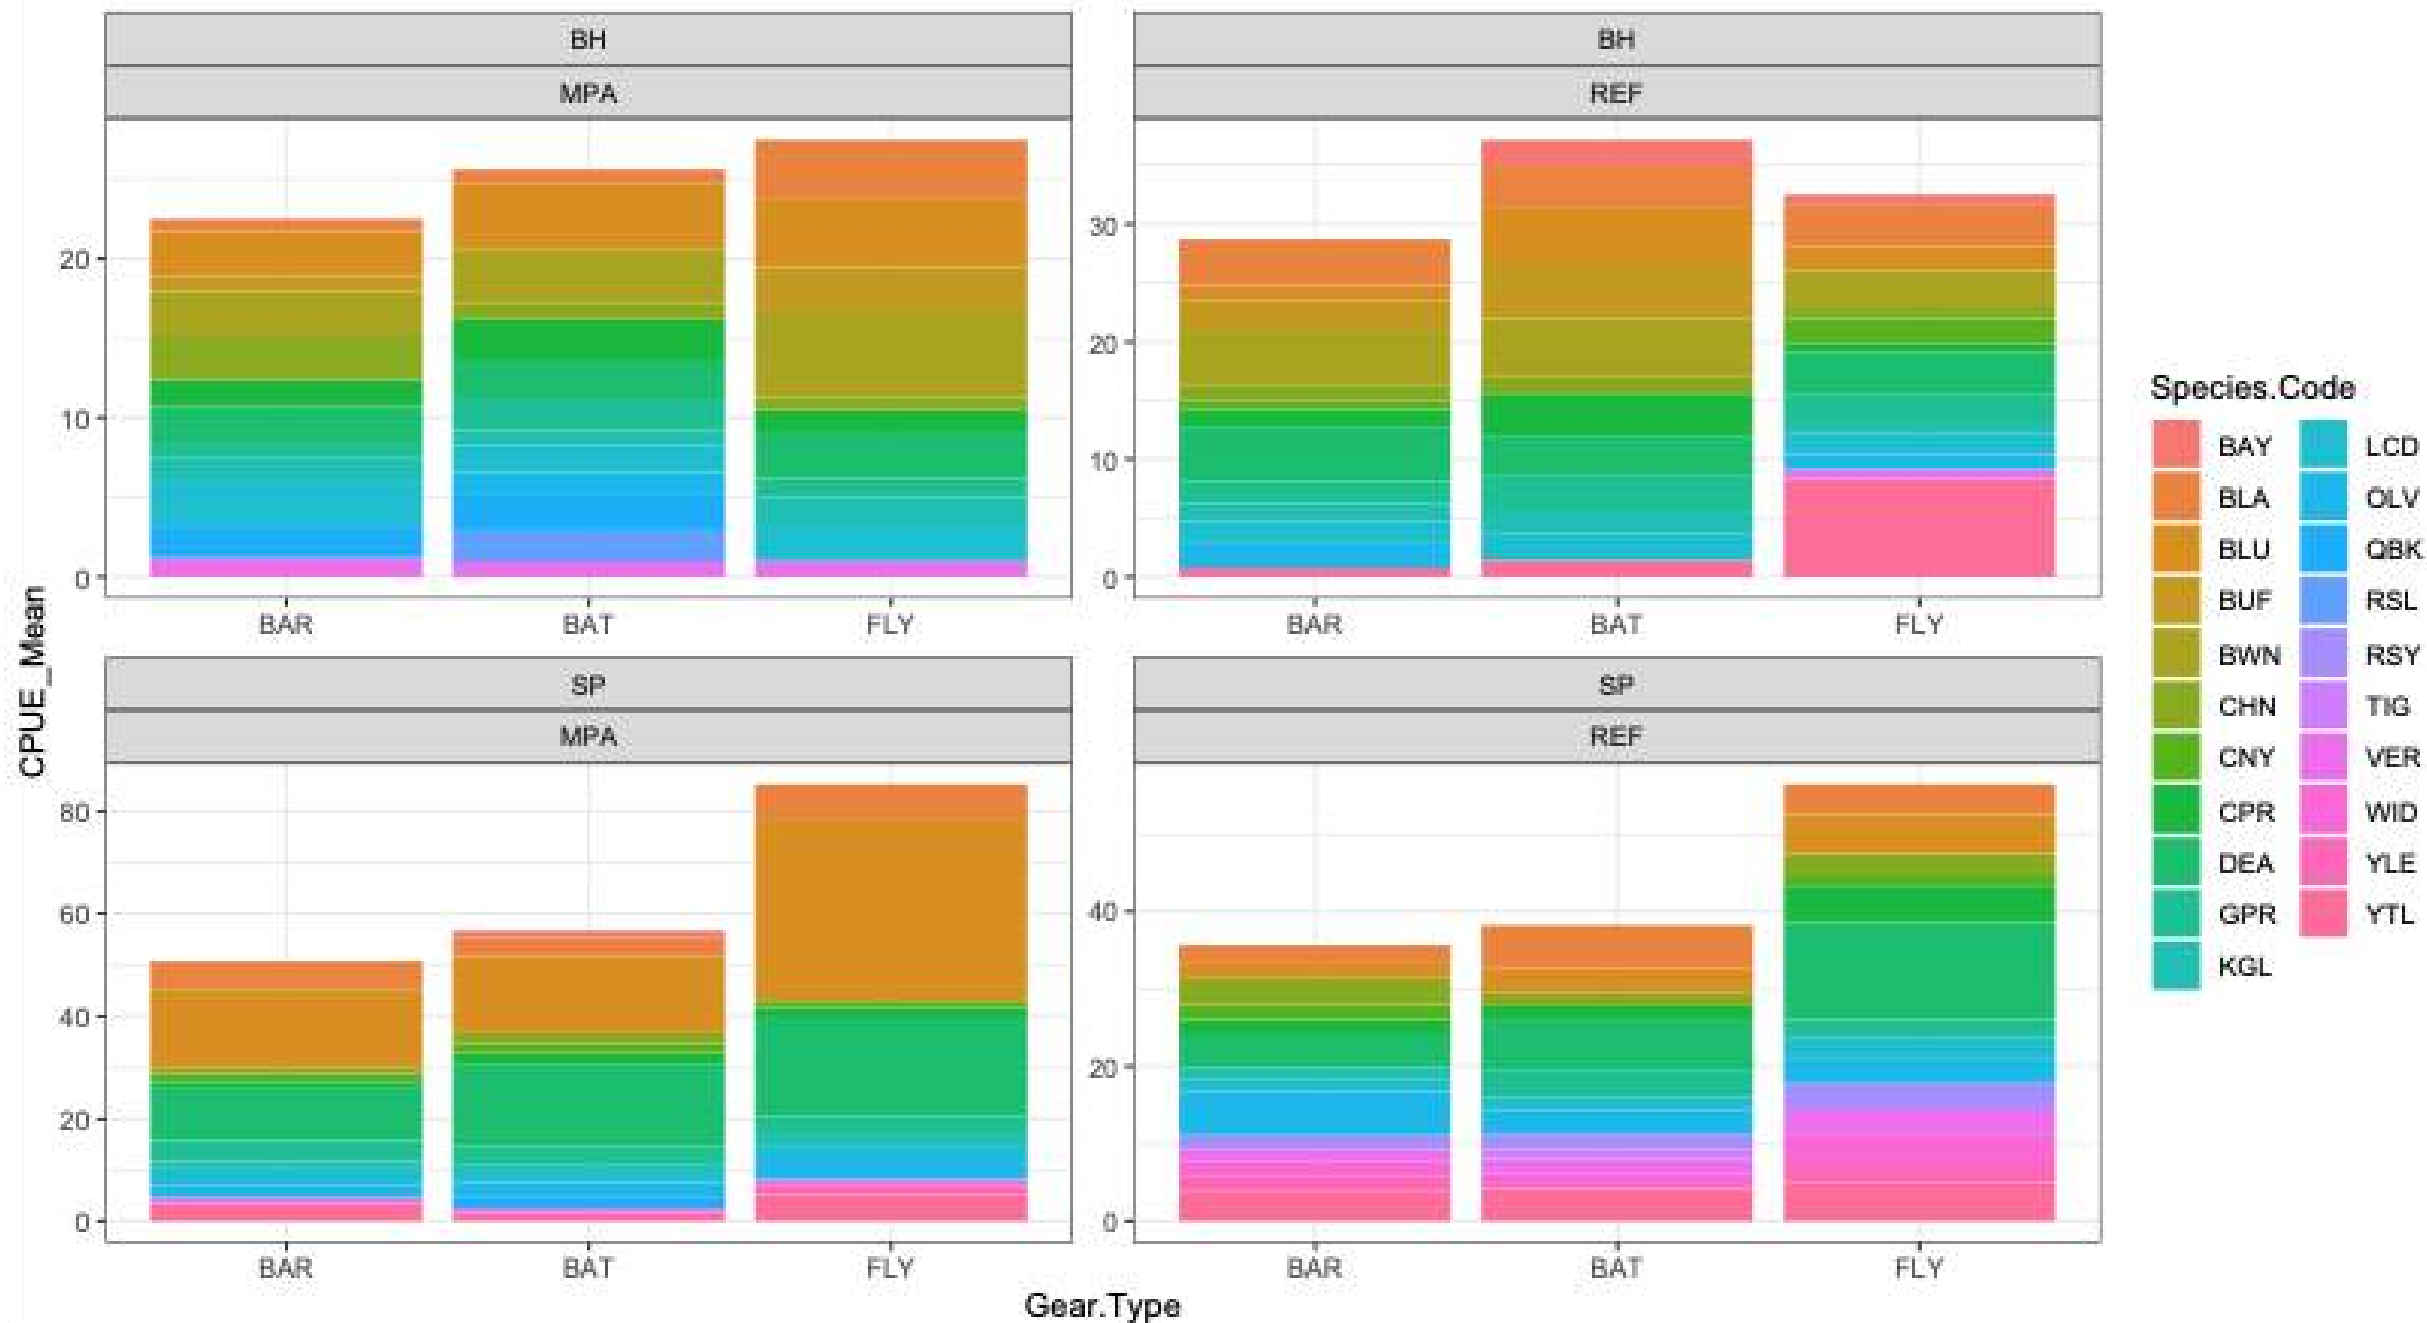 BH
MPA
20
10
0
BAR BAT FLY
BH
REF
30
20
10
0
BAR BAT FLY
SP
MPA
80
60
40
20
0
BAR BAT FLY
SP
REF
40
20
0
BAR BAT FLY
CPUE_Mean
Gear.Type
Species.Code
BAY LCD
BLA OLV
BLU QBK
BUF RSL
BWN RSY
CHN TIG
CNY VER
CPR WID
DEA YLE
GPR YTL
KGL